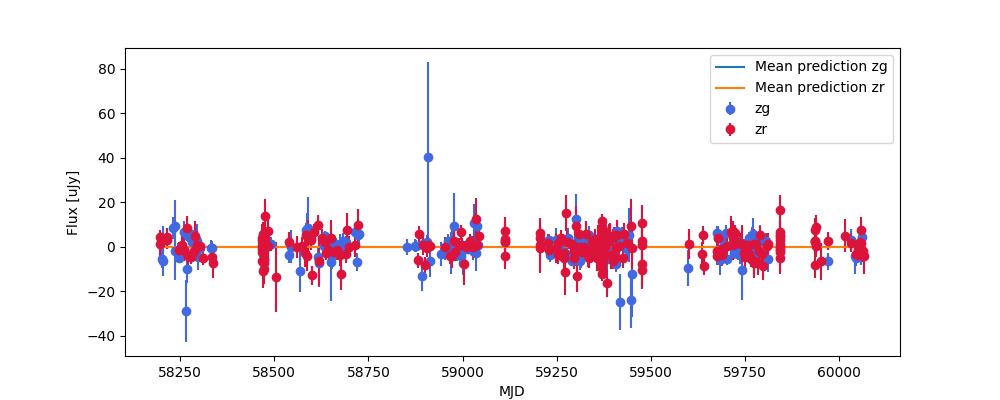 80
60
40
20
0
−20
−40
Flux [uJy]
58250
58500
58750
59000
59250
59500
59750
60000
MJD
Mean prediction zg
Mean prediction zr
zg
zr